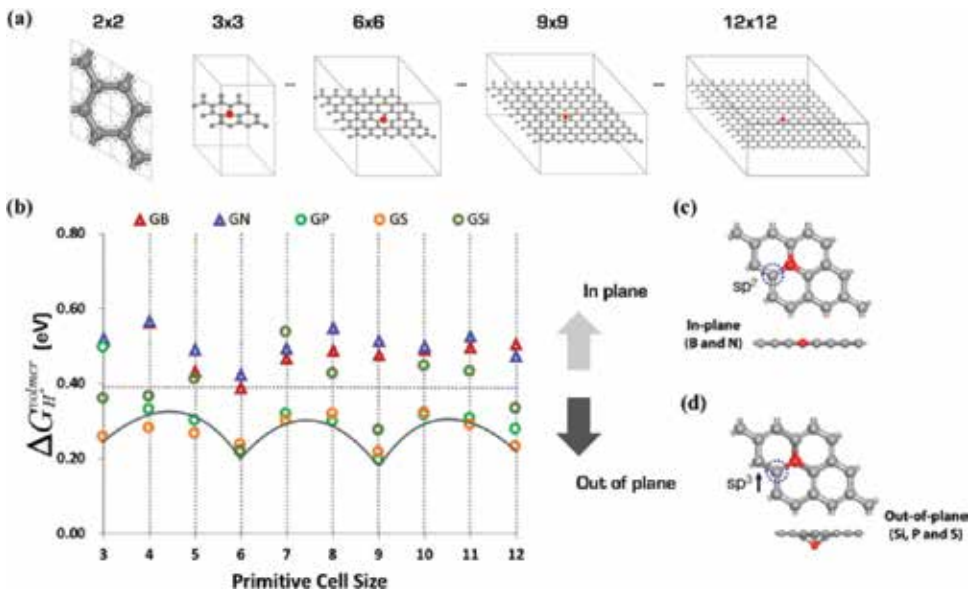 (a)
2x2 3x3 6x6 9x9 12x12
(b)
GB GN GP GS GSi
0.80
0.60
0.40
0.20
0.00
ΔG_H*^volmer [eV]
3 4 5 6 7 8 9 10 11 12
Primitive Cell Size
In plane
Out of plane
(c)
sp²
In-plane
(B and N)
(d)
sp³
Out-of-plane
(Si, P and S)